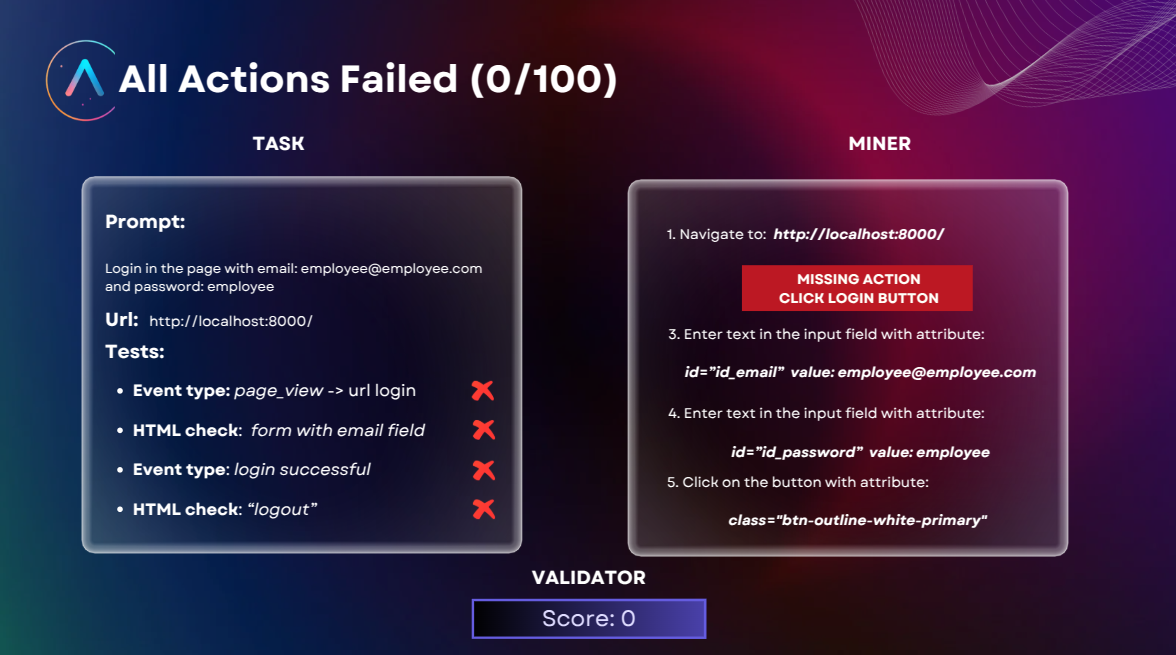 All Actions Failed (0/100)
TASK
Prompt:
Login in the page with email: employee@employee.com
and password: employee
Url: http://localhost:8000/
Tests:
• Event type: page_view -> url login
• HTML check: form with email field
• Event type: login successful
• HTML check: “logout”
MINER
1. Navigate to: http://localhost:8000/
MISSING ACTION
CLICK LOGIN BUTTON
3. Enter text in the input field with attribute:
id=”id_email” value: employee@employee.com
4. Enter text in the input field with attribute:
id=”id_password” value: employee
5. Click on the button with attribute:
class="btn-outline-white-primary"
VALIDATOR
Score: 0